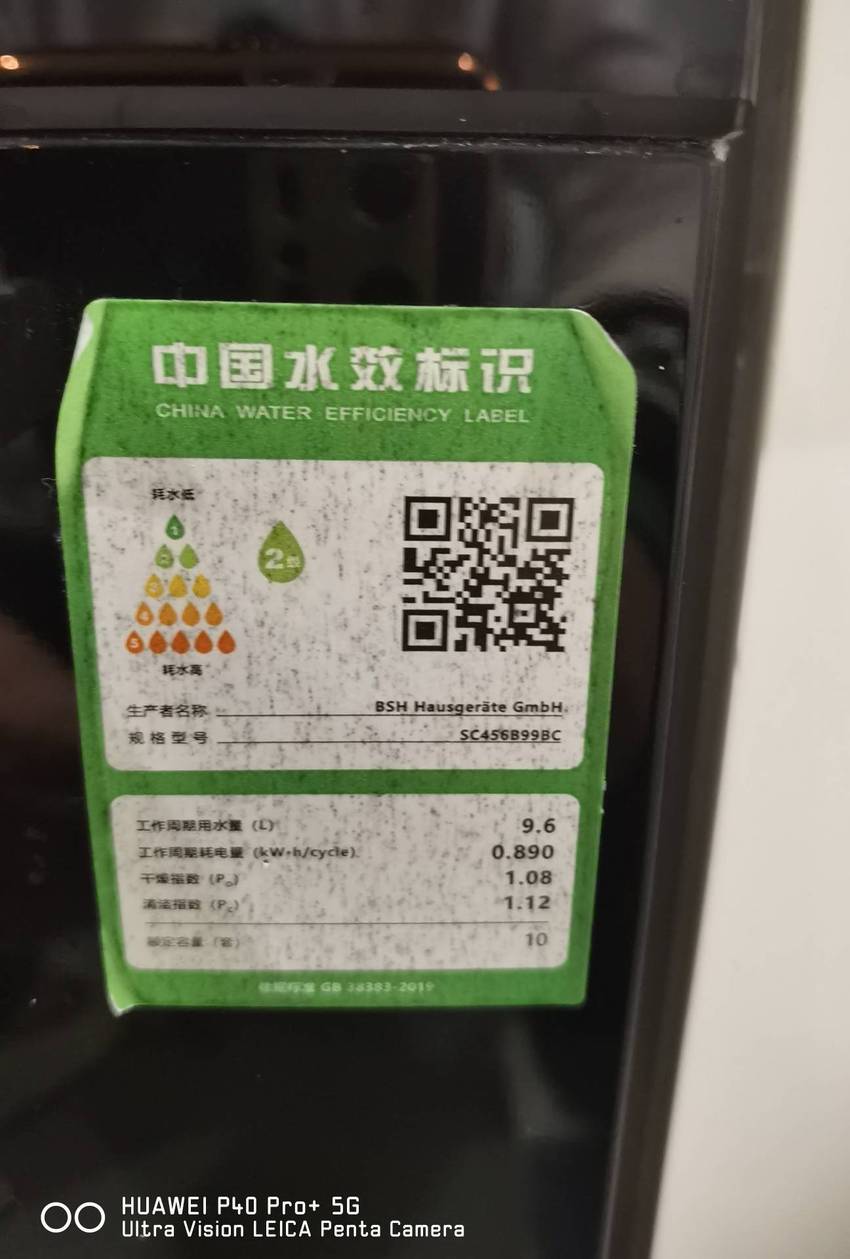 中国水效标识
CHINA WATER EFFICIENCY LABEL
耗水低
1
2
2级
3
4
5
耗水高
生产者名称 BSH Hausgeräte GmbH
规格型号 SC456B99BC
工作周期用水量 (L) 9.6
工作周期耗电量 (kW·h/cycle) 0.890
干燥指数 (P_D) 1.08
清洁指数 (P_C) 1.12
额定容量 (套) 10
依据标准 GB 38383-2019
HUAWEI P40 Pro+ 5G
Ultra Vision LEICA Penta Camera